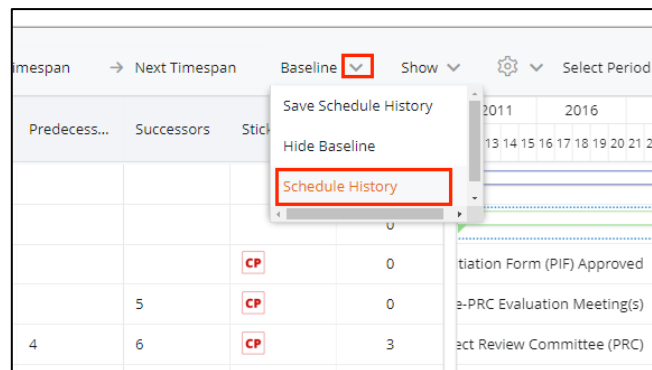 imespan → Next Timespan Baseline Show Select Period
Save Schedule History
2011 2016
Predecess... Successors Stick
13 14 15 16 17 18 19 20 21 2
Hide Baseline
Schedule History
0
CP 0 tiation Form (PIF) Approved
5 CP 0 e-PRC Evaluation Meeting(s)
4 6 CP 3 ect Review Committee (PRC)